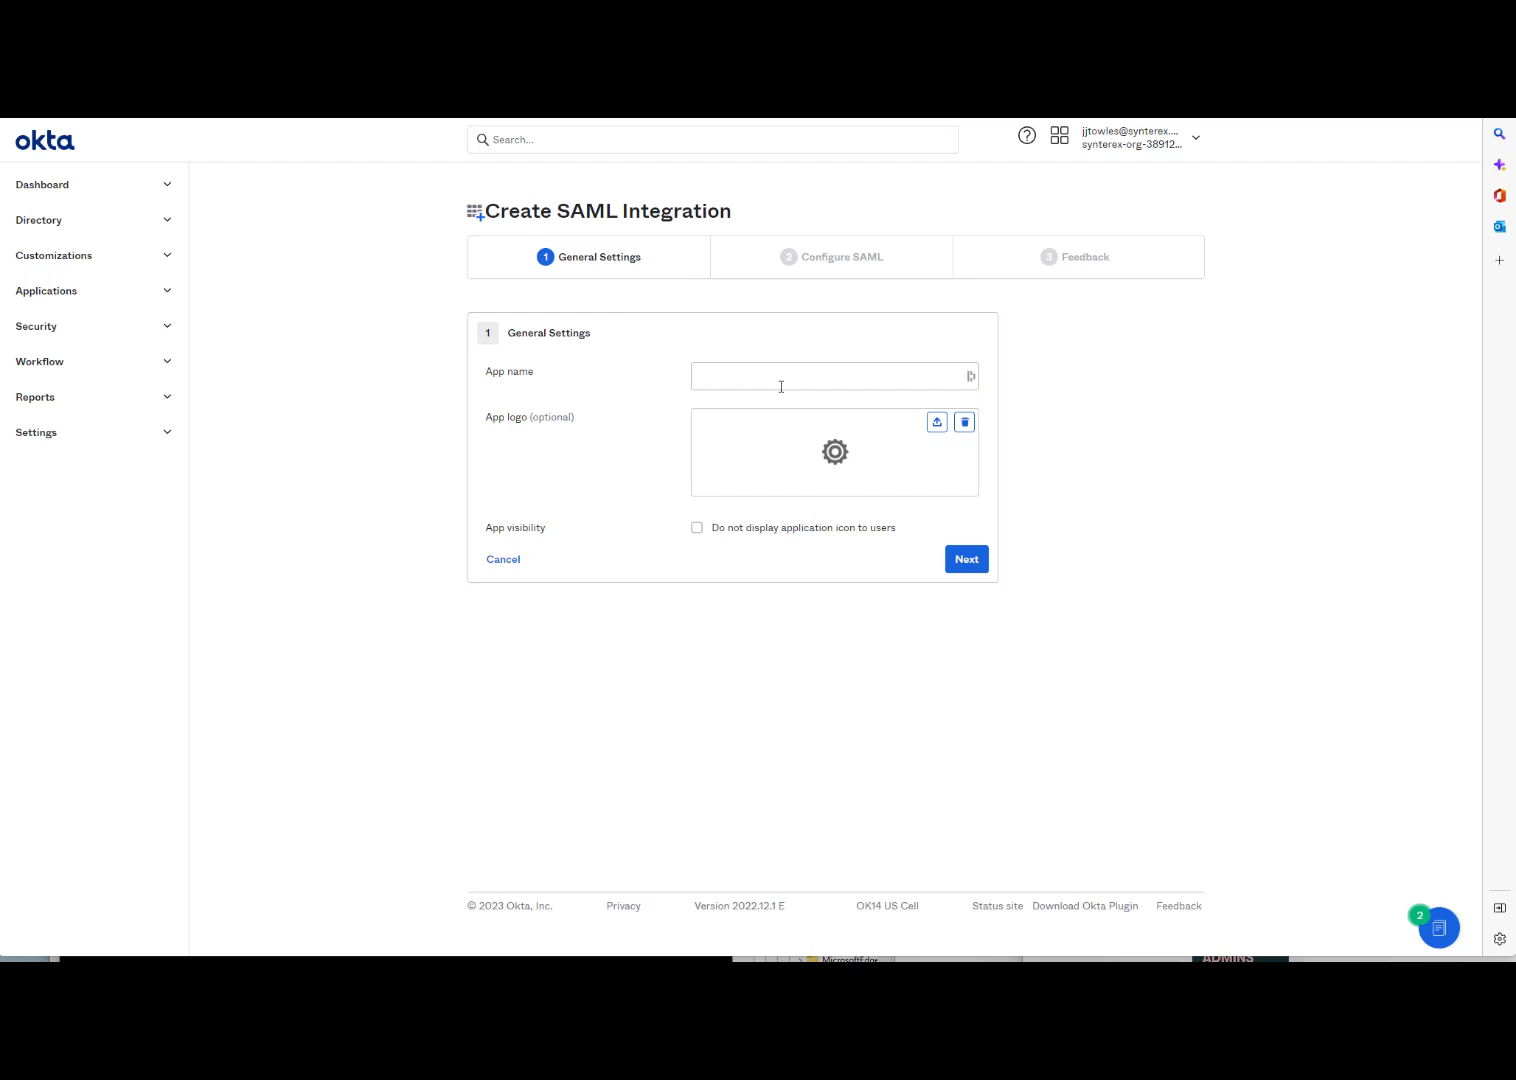 okta
Search...
jjtowles@synterex....
synterex-org-38912...
Dashboard
Directory
Customizations
Applications
Security
Workflow
Reports
Settings
Create SAML Integration
1 General Settings
2 Configure SAML
3 Feedback
1 General Settings
App name
App logo (optional)
App visibility
Do not display application icon to users
Cancel
Next
© 2023 Okta, Inc.
Privacy
Version 2022.12.1 E
OK14 US Cell
Status site
Download Okta Plugin
Feedback
2
MicrosoftEdge
ADMINS